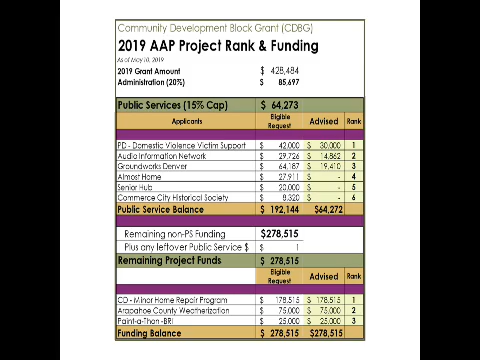 Community Development Block Grant (CDBG)
2019 AAP Project Rank & Funding
As of May 10, 2019
2019 Grant Amount $ 428,484
Administration (20%) $ 85,697
Public Services (15% Cap) $ 64,273
Applicants Eligible Request Advised Rank
PD - Domestic Violence Victim Support $ 42,000 $ 30,000 1
Audio Information Network $ 29,726 $ 14,862 2
Groundworks Denver $ 64,187 $ 19,410 3
Almost Home $ 27,911 $ - 4
Senior Hub $ 20,000 $ - 5
Commerce City Historical Society $ 8,320 $ - 6
Public Service Balance $ 192,144 $64,272
Remaining non-PS Funding $278,515
Plus any leftover Public Service $ $ 1
Remaining Project Funds $ 278,515
Eligible Request Advised Rank
CD - Minor Home Repair Program $ 178,515 $ 178,515 1
Arapahoe County Weatherization $ 75,000 $ 75,000 2
Paint-a-Than -BRI $ 25,000 $ 25,000 3
Funding Balance $ 278,515 $278,515